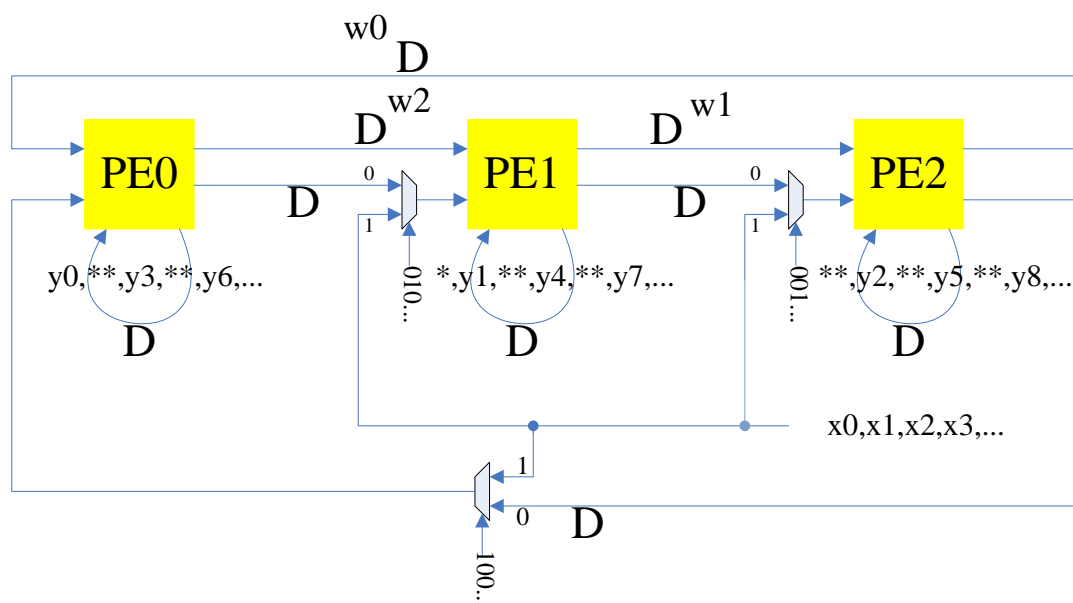 w0
D
D w2
D w1
PE0
PE1
PE2
0
0
D
D
1
1
y0,**,y3,**,y6,...
010...
*,y1,**,y4,**,y7,...
001...
**,y2,**,y5,**,y8,...
D
D
D
x0,x1,x2,x3,...
1
0
D
100...